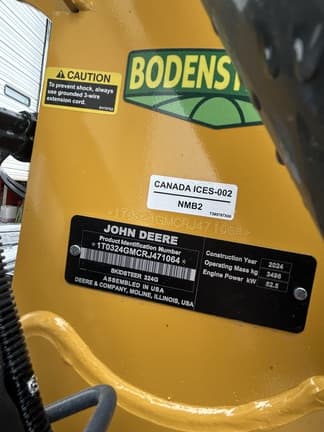 CAUTION
To prevent shock, always
use grounded 3-wire
extension cord.
BODENST
CANADA ICES-002
NMB2
*1T0324GMCRJ471064*
JOHN DEERE
Product Identification Number
*1T0324GMCRJ471064*
SKIDSTEER 324G
ASSEMBLED IN USA
DEERE & COMPANY, MOLINE, ILLINOIS, USA
Construction Year 2024
Operating Mass kg 3490
Engine Power kW 52.5